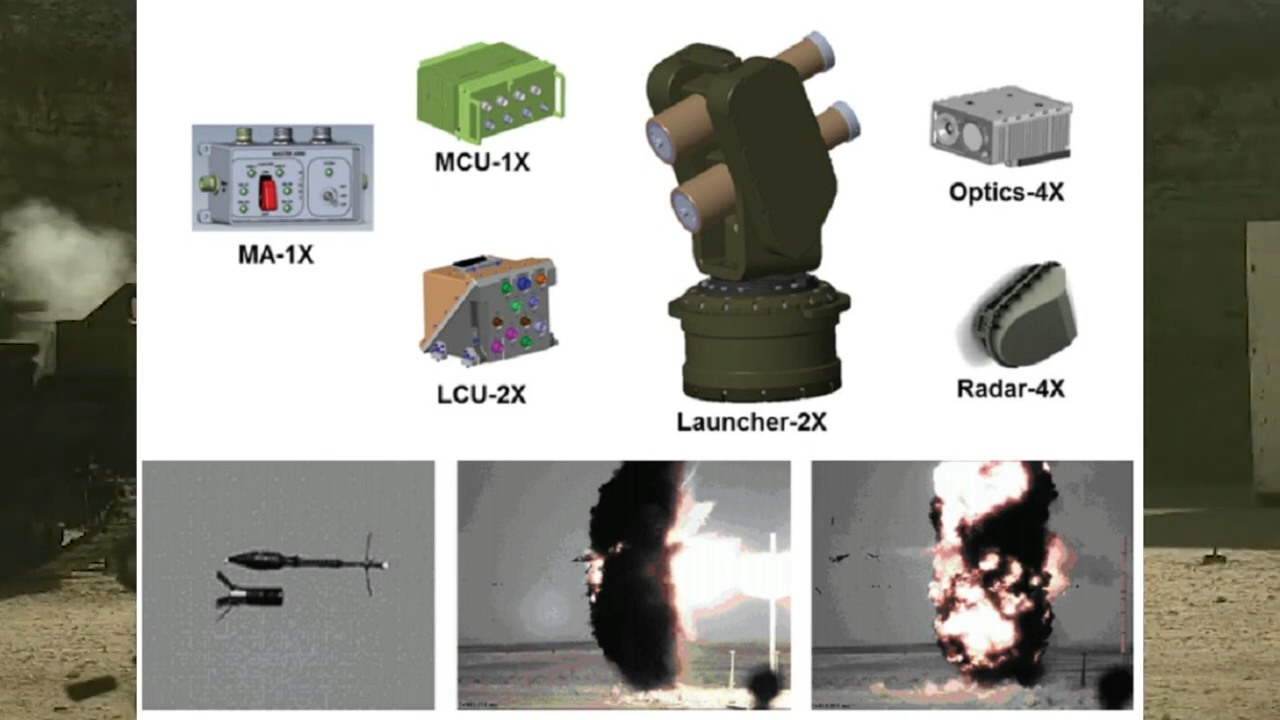 MCU-1X
MA-1X
Optics-4X
LCU-2X
Radar-4X
Launcher-2X